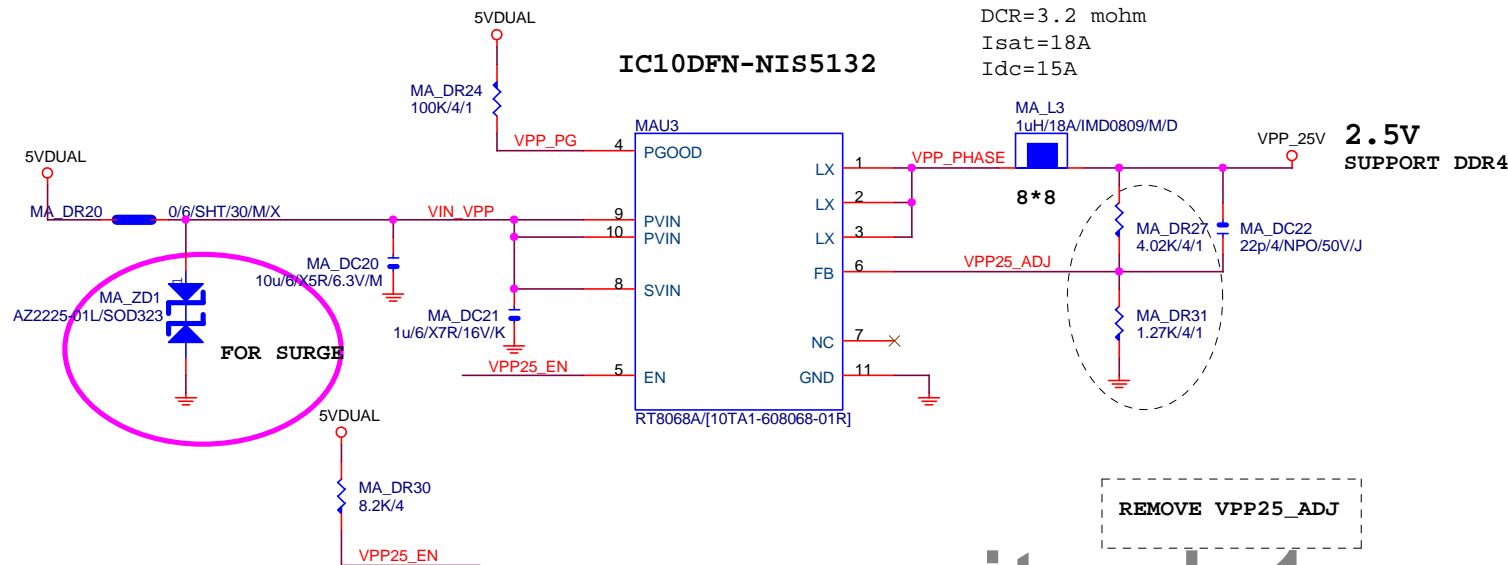 5VDUAL
DCR=3.2 mohm
Isat=18A
Idc=15A
IC10DFN-NIS5132
MA_DR24
100K/4/1
MA_L3
1uH/18A/IMD0809/M/D
MAU3
VPP_PG
4
PGOOD
VPP_25V
2.5V
SUPPORT DDR4
5VDUAL
LX
1
VPP_PHASE
8*8
MA_DR20
0/6/SHT/30/M/X
VIN_VPP
9
PVIN
10
PVIN
LX
2
LX
3
MA_DR27
4.02K/4/1
MA_DC22
22p/4/NPO/50V/J
MA_DC20
10u/6/X5R/6.3V/M
FB
6
VPP25_ADJ
1
MA_ZD1
AZ2225-01L/SOD323
FOR SURGE
8
SVIN
MA_DC21
1u/6/X7R/16V/K
MA_DR31
1.27K/4/1
NC
7
VPP25_EN
5
EN
GND
11
RT8068A/[10TA1-608068-01R]
5VDUAL
MA_DR30
8.2K/4
VPP25_EN
REMOVE VPP25_ADJ